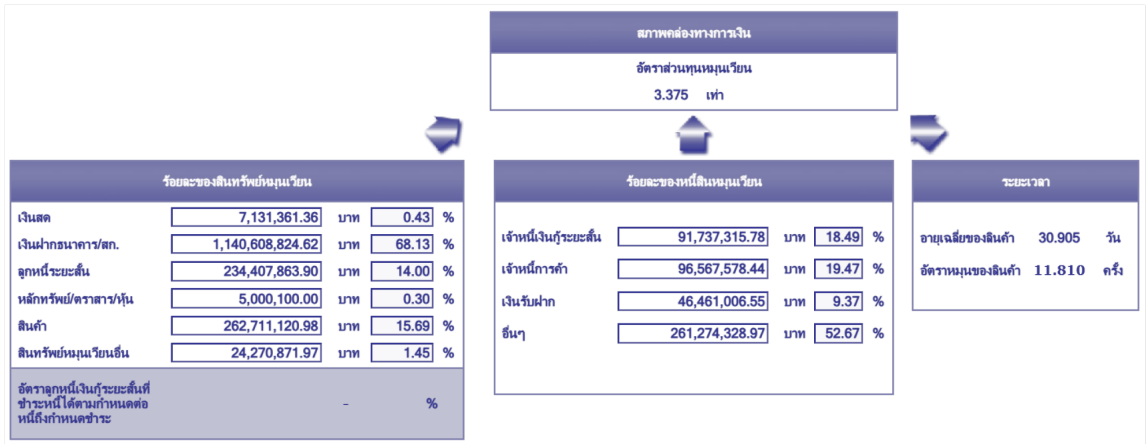 สภาพคล่องทางการเงิน
อัตราส่วนทุนหมุนเวียน
3.375 เท่า
ร้อยละของสินทรัพย์หมุนเวียน
เงินสด 7,131,361.36 บาท 0.43 %
เงินฝากธนาคาร/สก. 1,140,608,824.62 บาท 68.13 %
ลูกหนี้ระยะสั้น 234,407,863.90 บาท 14.00 %
หลักทรัพย์/ตราสาร/หุ้น 5,000,100.00 บาท 0.30 %
สินค้า 262,711,120.98 บาท 15.69 %
สินทรัพย์หมุนเวียนอื่น 24,270,871.97 บาท 1.45 %
อัตราลูกหนี้เงินกู้ระยะสั้นที่
ชำระหนี้ได้ตามกำหนดต่อ - %
หนี้ถึงกำหนดชำระ
ร้อยละของหนี้สินหมุนเวียน
เจ้าหนี้เงินกู้ระยะสั้น 91,737,315.78 บาท 18.49 %
เจ้าหนี้การค้า 96,567,578.44 บาท 19.47 %
เงินรับฝาก 46,461,006.55 บาท 9.37 %
อื่นๆ 261,274,328.97 บาท 52.67 %
ระยะเวลา
อายุเฉลี่ยของสินค้า 30.905 วัน
อัตราหมุนของสินค้า 11.810 ครั้ง